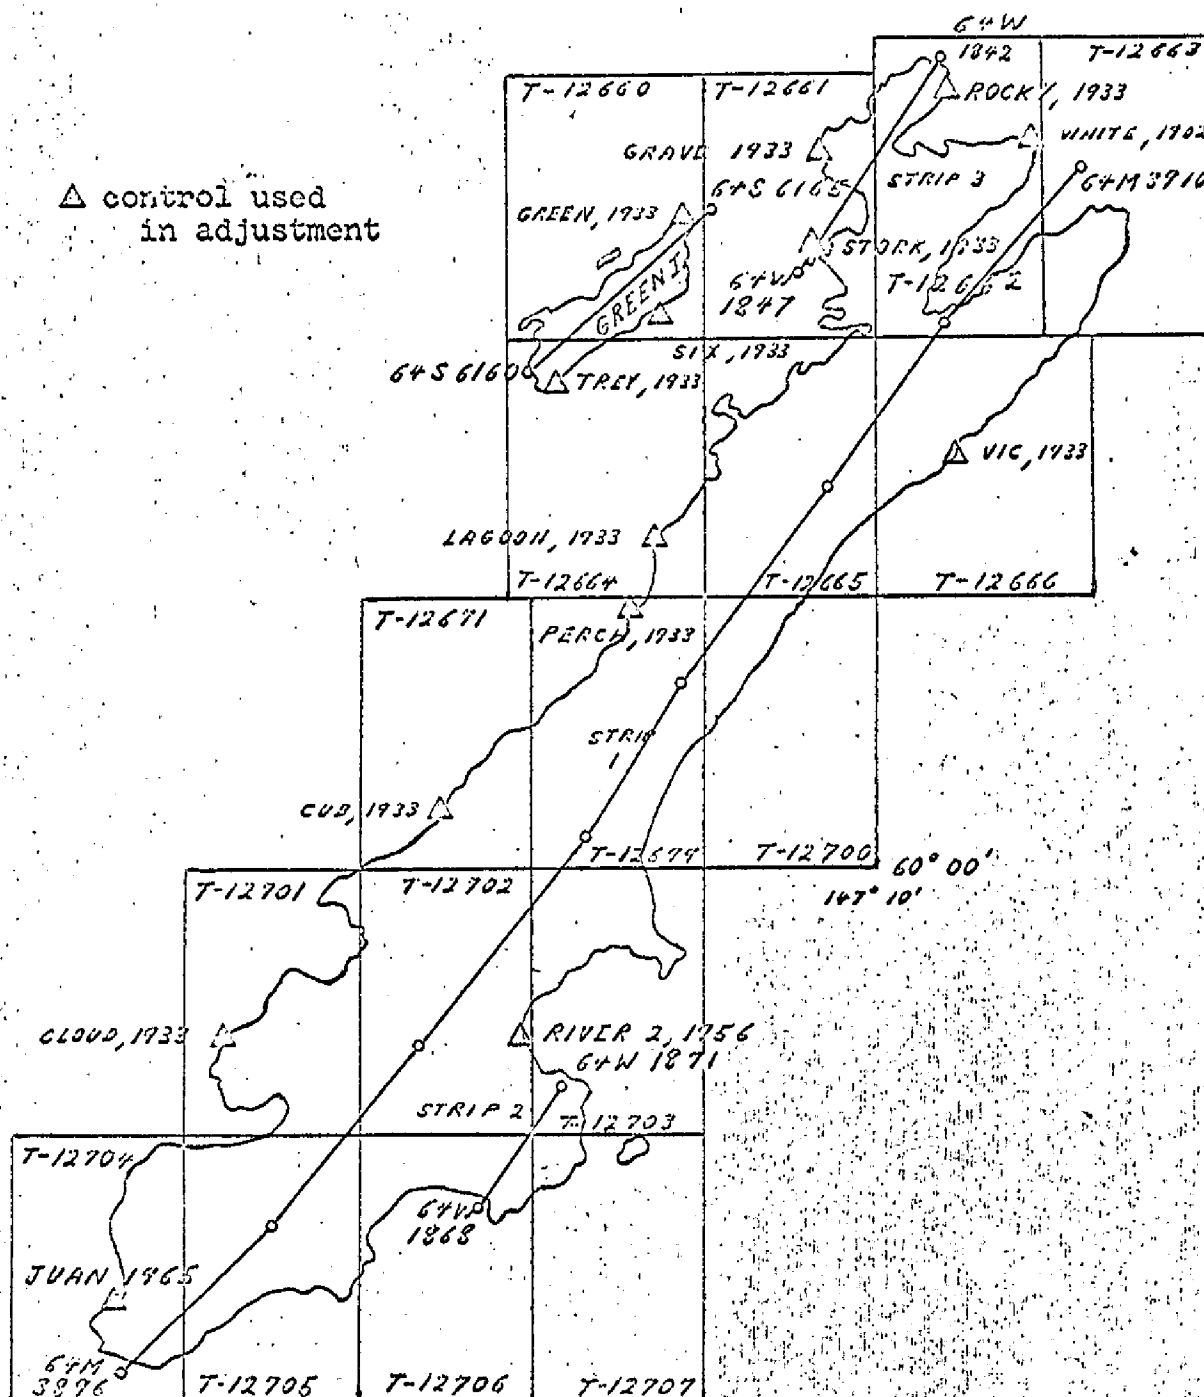 64W
1842
T-12663
T-12660
T-12661
ROCK
1933
WHITE, 1902
GRAVE 1933
STRIP 3
64M 3910
64S 6165
GREEN, 1933
△ control used
in adjustment
STORK, 1933
64W
1847
T-12662
GREEN I.
SIX, 1933
64S 6160
TREY, 1933
VIC, 1933
LAGOON, 1933
T-12664
T-12665
T-12666
T-12671
PERCH, 1933
STRIP
1
CUB, 1933
T-12700
60° 00'
147° 10'
T-12701
T-12702
CLOUD, 1933
RIVER 2, 1956
64W 1871
STRIP 2
T-12703
T-12704
64W
1868
JUAN 1965
64M
T-12705
T-12706
T-12707